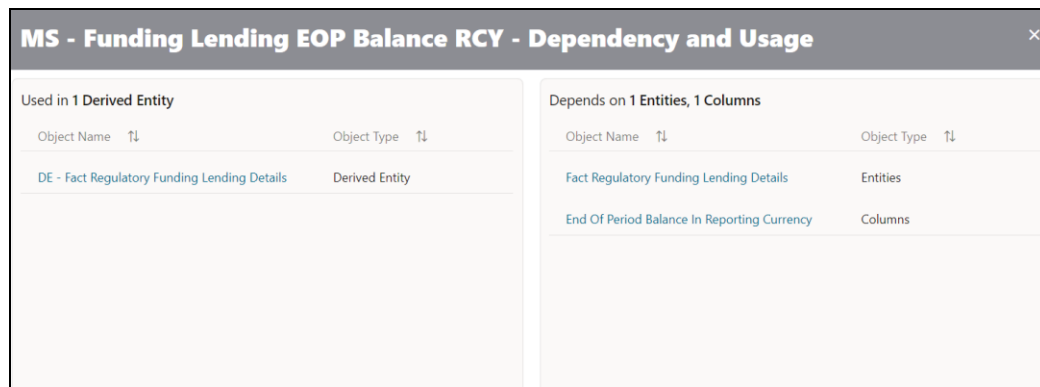 MS - Funding Lending EOP Balance RCY - Dependency and Usage
Used in 1 Derived Entity
Object Name Object Type
DE - Fact Regulatory Funding Lending Details Derived Entity
Depends on 1 Entities, 1 Columns
Object Name Object Type
Fact Regulatory Funding Lending Details Entities
End Of Period Balance In Reporting Currency Columns